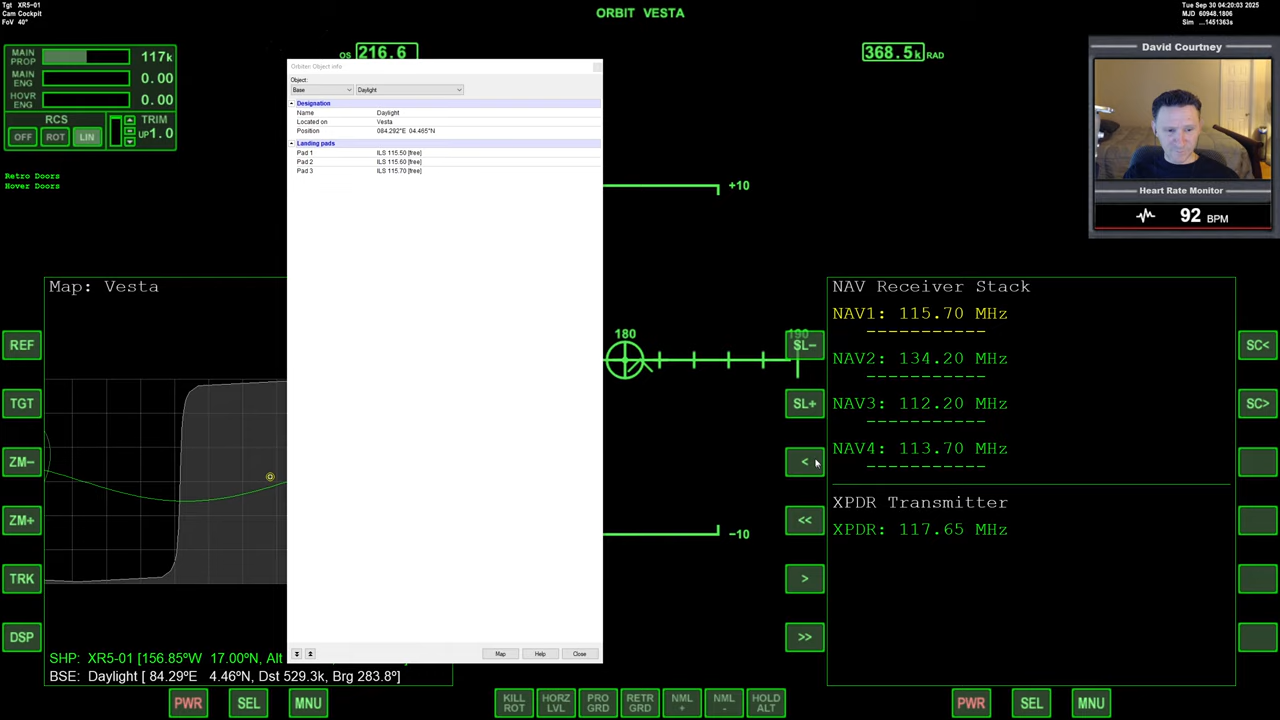 Tgt XR5-01
Cam Cockpit
FoV 40°
ORBIT VESTA
Tue Sep 30 04:20:03 2025
MJD 60948.1806
Sim ...1451363s
MAIN PROP 117k
MAIN ENG 0.00
HOVR ENG 0.00
RCS
TRIM
OFF ROT LIN
UP 1.0
Retro Doors
Hover Doors
OS 216.6
368.5k RAD
David Courtney
Heart Rate Monitor
92 BPM
Orbiter: Object info
Object:
Base Daylight
Designation
Name Daylight
Located on Vesta
Position 084.292°E 04.465°N
Landing pads
Pad 1 ILS 115.50 [free]
Pad 2 ILS 115.60 [free]
Pad 3 ILS 115.70 [free]
Map Help Close
+10
180
190
-10
Map: Vesta
REF
TGT
ZM-
ZM+
TRK
DSP
SHP: XR5-01 [156.85°W 17.00°N, Alt
BSE: Daylight [ 84.29°E 4.46°N, Dst 529.3k, Brg 283.8°]
PWR SEL MNU
KILL ROT
HORZ LVL
PRO GRD
RETR GRD
NML +
NML -
HOLD ALT
SL-
SL+
<
<<
>
>>
NAV Receiver Stack
NAV1: 115.70 MHz
-----------
NAV2: 134.20 MHz
-----------
NAV3: 112.20 MHz
-----------
NAV4: 113.70 MHz
-----------
XPDR Transmitter
XPDR: 117.65 MHz
SC<
SC>
PWR SEL MNU